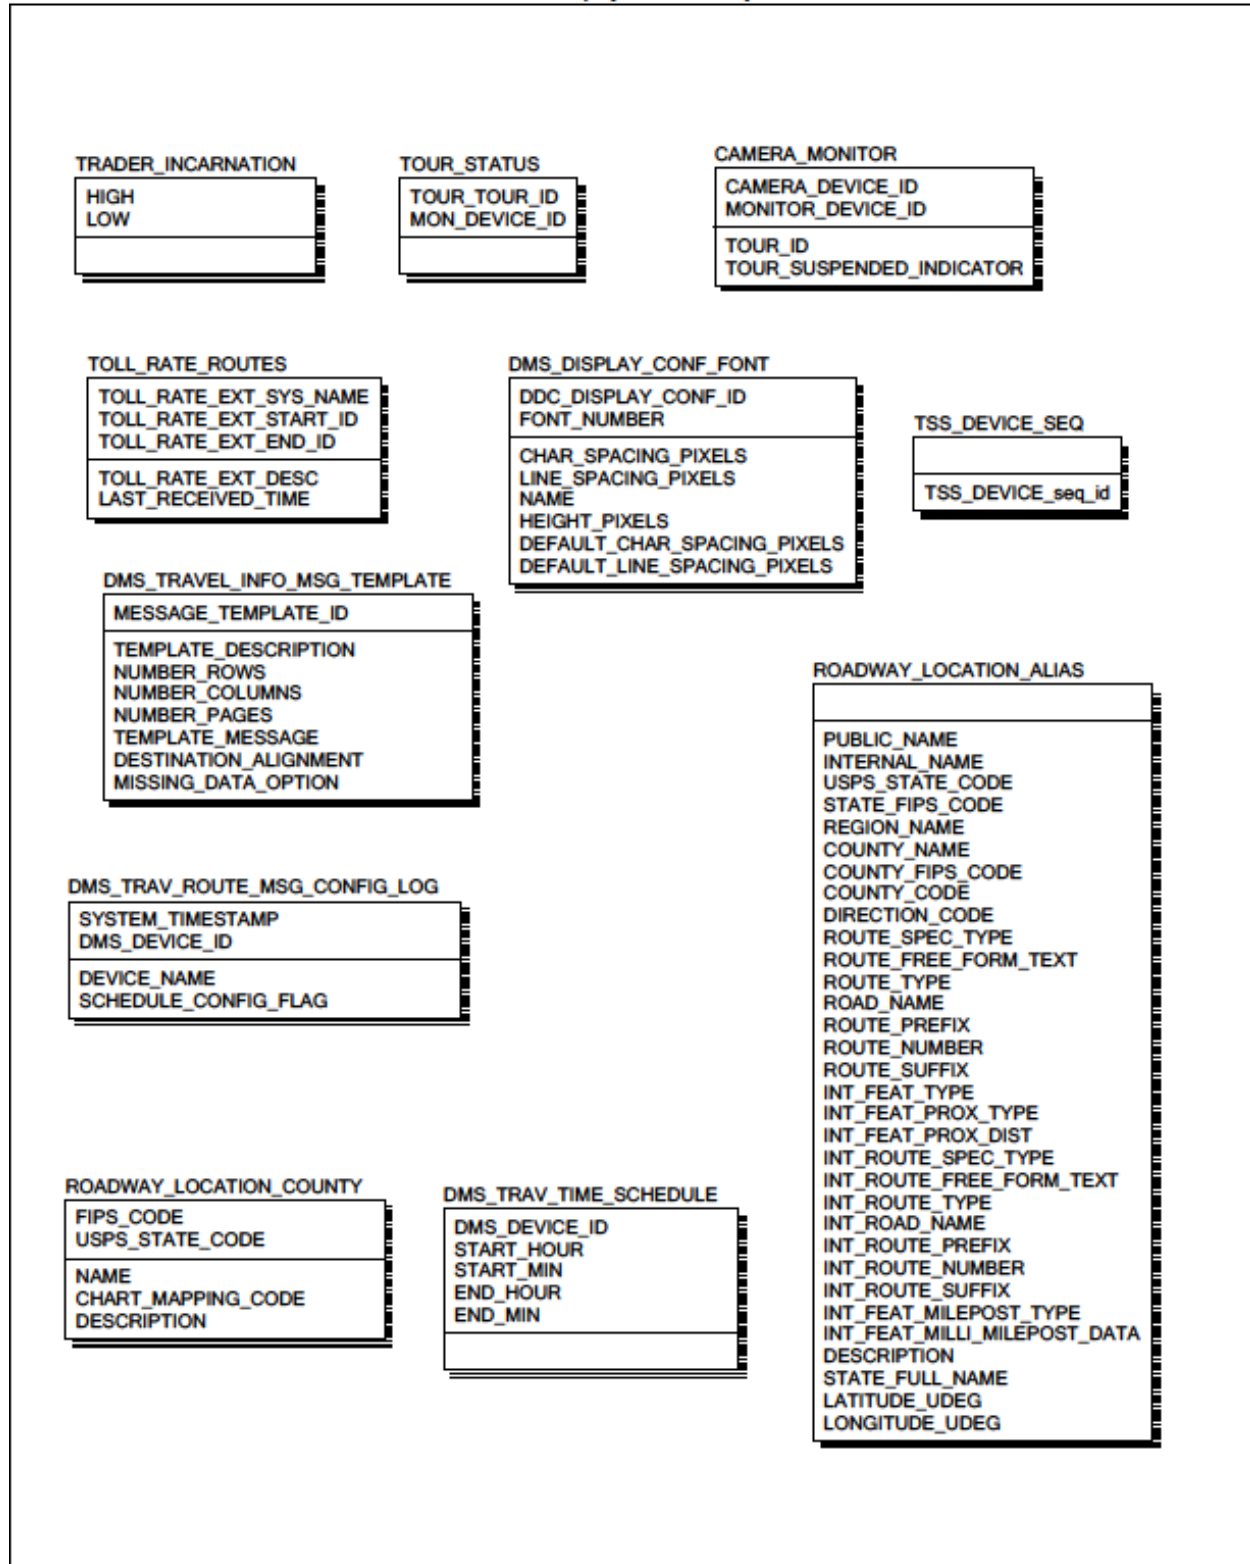 TRADER_INCARNATION
HIGH
LOW
TOUR_STATUS
TOUR_TOUR_ID
MON_DEVICE_ID
CAMERA_MONITOR
CAMERA_DEVICE_ID
MONITOR_DEVICE_ID
TOUR_ID
TOUR_SUSPENDED_INDICATOR
TOLL_RATE_ROUTES
TOLL_RATE_EXT_SYS_NAME
TOLL_RATE_EXT_START_ID
TOLL_RATE_EXT_END_ID
TOLL_RATE_EXT_DESC
LAST_RECEIVED_TIME
DMS_DISPLAY_CONF_FONT
DDC_DISPLAY_CONF_ID
FONT_NUMBER
CHAR_SPACING_PIXELS
LINE_SPACING_PIXELS
NAME
HEIGHT_PIXELS
DEFAULT_CHAR_SPACING_PIXELS
DEFAULT_LINE_SPACING_PIXELS
TSS_DEVICE_SEQ
TSS_DEVICE_seq_id
DMS_TRAVEL_INFO_MSG_TEMPLATE
MESSAGE_TEMPLATE_ID
TEMPLATE_DESCRIPTION
NUMBER_ROWS
NUMBER_COLUMNS
NUMBER_PAGES
TEMPLATE_MESSAGE
DESTINATION_ALIGNMENT
MISSING_DATA_OPTION
ROADWAY_LOCATION_ALIAS
PUBLIC_NAME
INTERNAL_NAME
USPS_STATE_CODE
STATE_FIPS_CODE
REGION_NAME
COUNTY_NAME
COUNTY_FIPS_CODE
COUNTY_CODE
DIRECTION_CODE
ROUTE_SPEC_TYPE
ROUTE_FREE_FORM_TEXT
ROUTE_TYPE
ROAD_NAME
ROUTE_PREFIX
ROUTE_NUMBER
ROUTE_SUFFIX
INT_FEAT_TYPE
INT_FEAT_PROX_TYPE
INT_FEAT_PROX_DIST
INT_ROUTE_SPEC_TYPE
INT_ROUTE_FREE_FORM_TEXT
INT_ROUTE_TYPE
INT_ROAD_NAME
INT_ROUTE_PREFIX
INT_ROUTE_NUMBER
INT_ROUTE_SUFFIX
INT_FEAT_MILEPOST_TYPE
INT_FEAT_MILLI_MILEPOST_DATA
DESCRIPTION
STATE_FULL_NAME
LATITUDE_UDEG
LONGITUDE_UDEG
DMS_TRAV_ROUTE_MSG_CONFIG_LOG
SYSTEM_TIMESTAMP
DMS_DEVICE_ID
DEVICE_NAME
SCHEDULE_CONFIG_FLAG
ROADWAY_LOCATION_COUNTY
FIPS_CODE
USPS_STATE_CODE
NAME
CHART_MAPPING_CODE
DESCRIPTION
DMS_TRAV_TIME_SCHEDULE
DMS_DEVICE_ID
START_HOUR
START_MIN
END_HOUR
END_MIN